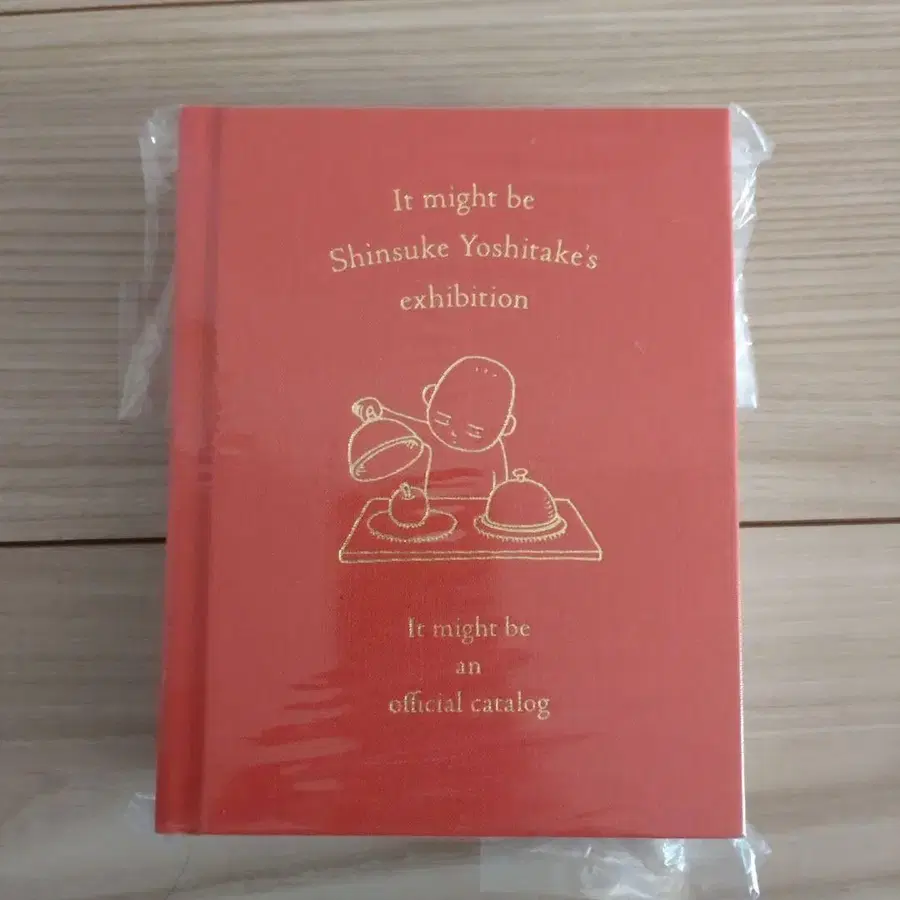 It might be
Shinsuke Yoshitake's
exhibition
It might be
an
official catalog